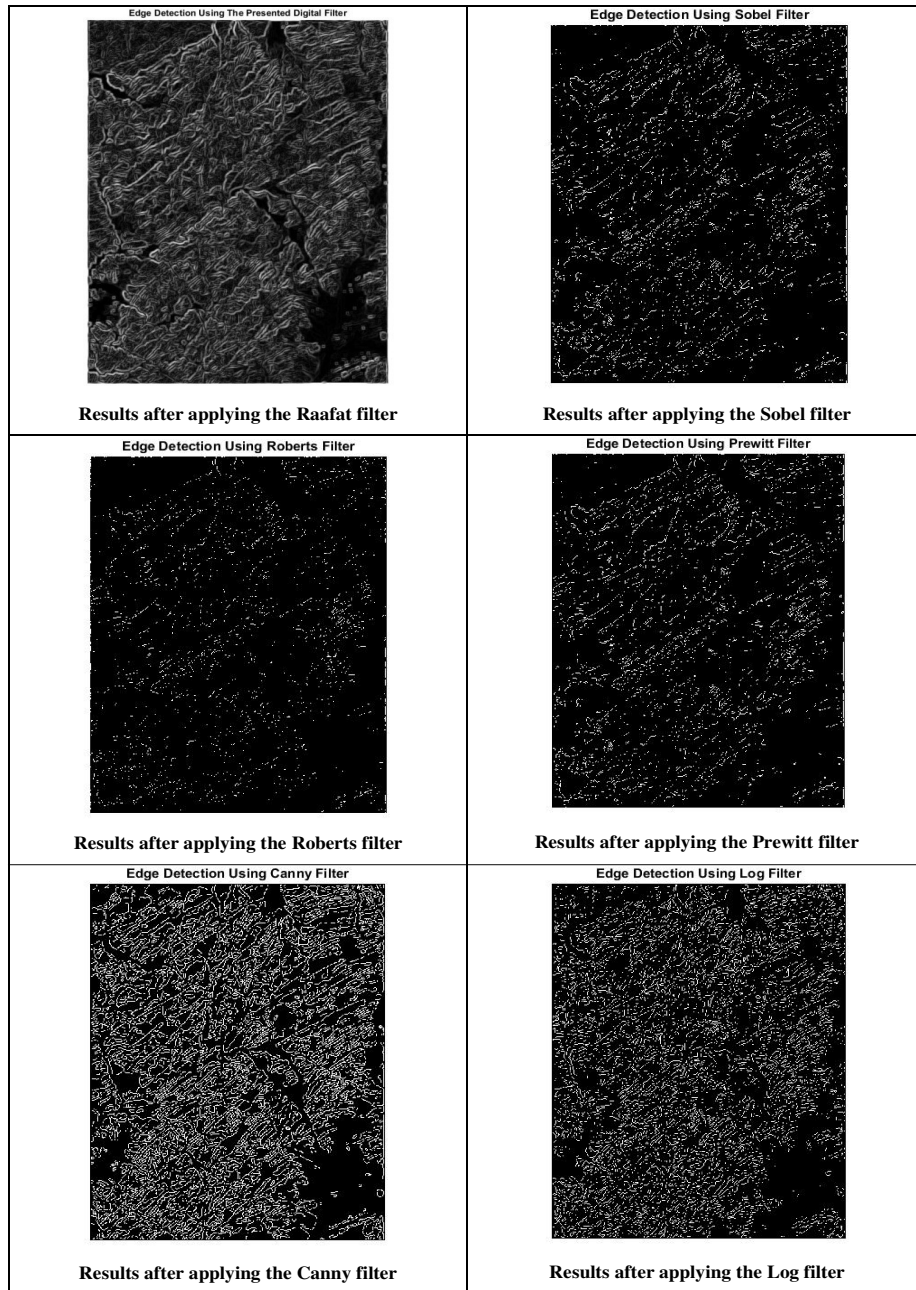 Edge Detection Using The Presented Digital Filter
Results after applying the Raafat filter
Edge Detection Using Sobel Filter
Results after applying the Sobel filter
Edge Detection Using Roberts Filter
Results after applying the Roberts filter
Edge Detection Using Prewitt Filter
Results after applying the Prewitt filter
Edge Detection Using Canny Filter
Results after applying the Canny filter
Edge Detection Using Log Filter
Results after applying the Log filter